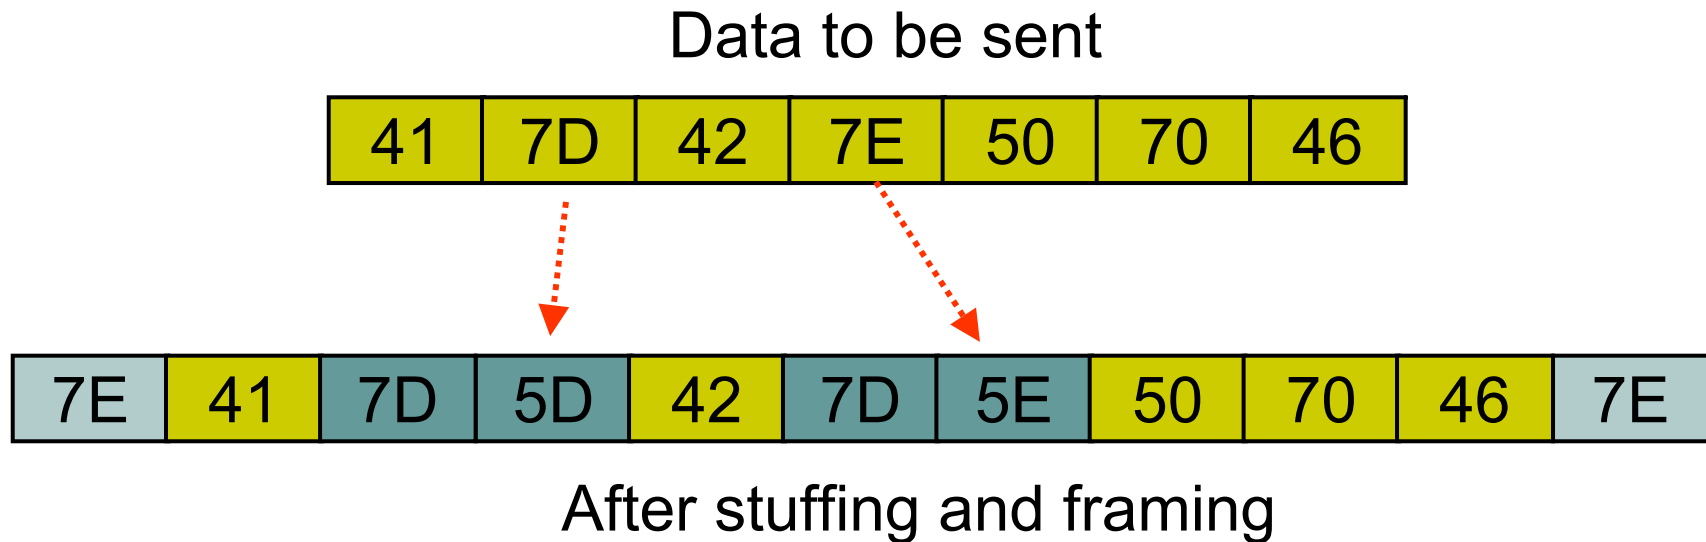 Data to be sent
41 7D 42 7E 50 70 46
7E 41 7D 5D 42 7D 5E 50 70 46 7E
After stuffing and framing